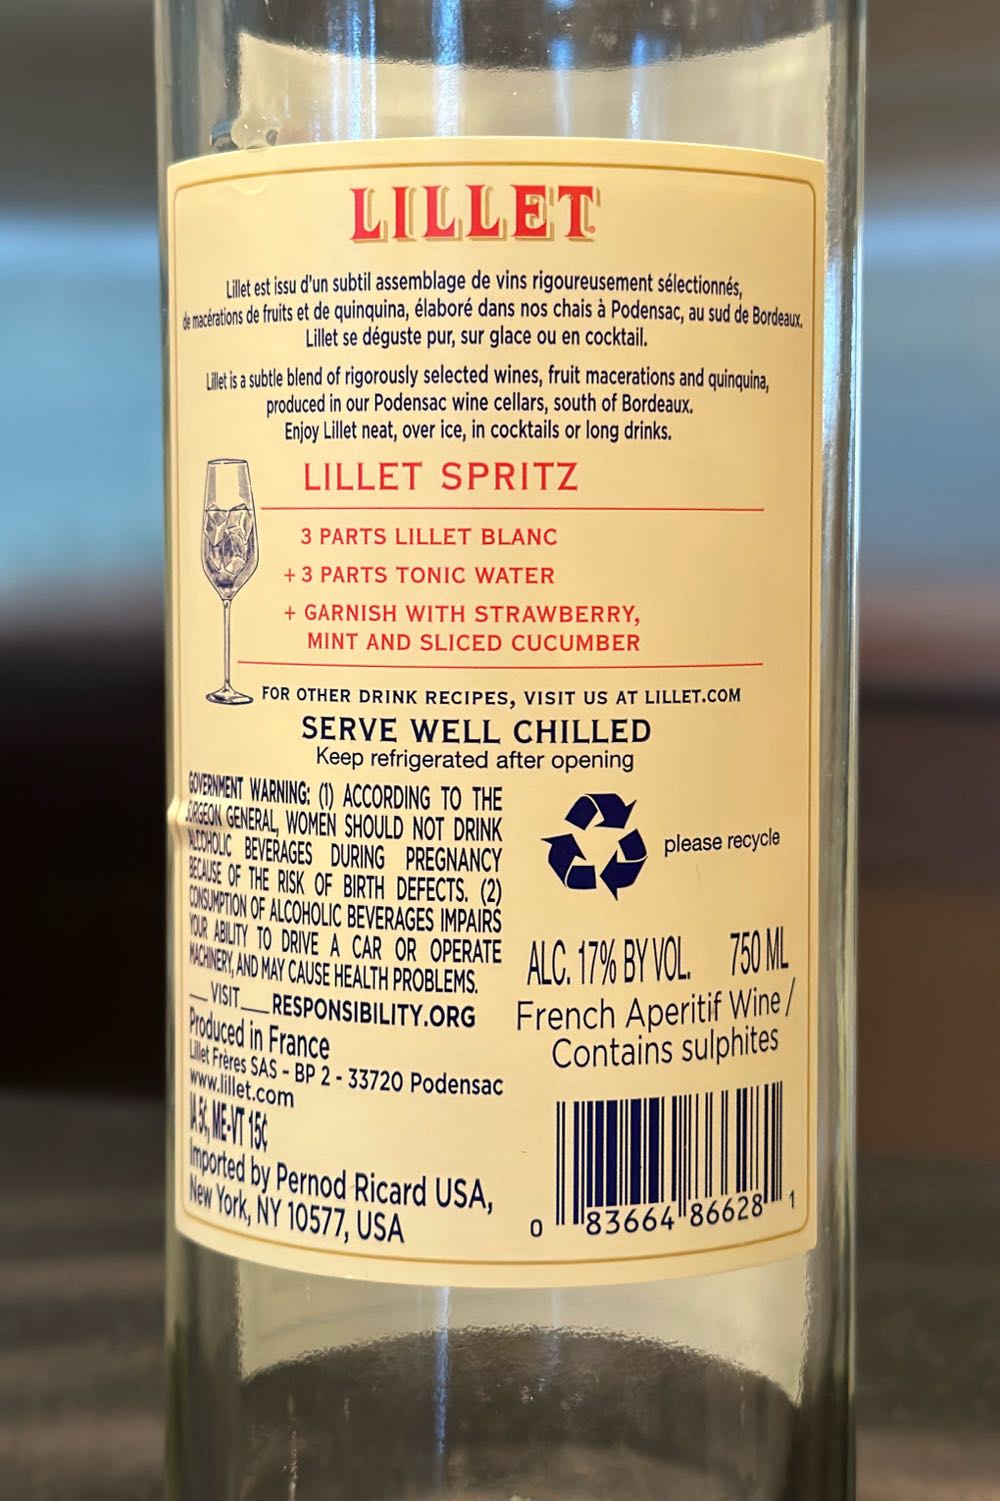 LILLET
Lillet est issu d'un subtil assemblage de vins rigoureusement sélectionnés,
de macérations de fruits et de quinquina, élaboré dans nos chais à Podensac, au sud de Bordeaux.
Lillet se déguste pur, sur glace ou en cocktail.
Lillet is a subtle blend of rigorously selected wines, fruit macerations and quinquina,
produced in our Podensac wine cellars, south of Bordeaux.
Enjoy Lillet neat, over ice, in cocktails or long drinks.
LILLET SPRITZ
3 PARTS LILLET BLANC
+ 3 PARTS TONIC WATER
+ GARNISH WITH STRAWBERRY,
MINT AND SLICED CUCUMBER
FOR OTHER DRINK RECIPES, VISIT US AT LILLET.COM
SERVE WELL CHILLED
Keep refrigerated after opening
GOVERNMENT WARNING: (1) ACCORDING TO THE
SURGEON GENERAL, WOMEN SHOULD NOT DRINK
ALCOHOLIC BEVERAGES DURING PREGNANCY
BECAUSE OF THE RISK OF BIRTH DEFECTS. (2)
CONSUMPTION OF ALCOHOLIC BEVERAGES IMPAIRS
YOUR ABILITY TO DRIVE A CAR OR OPERATE
MACHINERY, AND MAY CAUSE HEALTH PROBLEMS.
__VISIT__RESPONSIBILITY.ORG
Produced in France
Lillet Frères SAS - BP 2 - 33720 Podensac
www.lillet.com
IA 5¢, ME-VT 15¢
Imported by Pernod Ricard USA,
New York, NY 10577, USA
please recycle
ALC. 17% BY VOL. 750 ML
French Aperitif Wine /
Contains sulphites
0 83664 86628 1